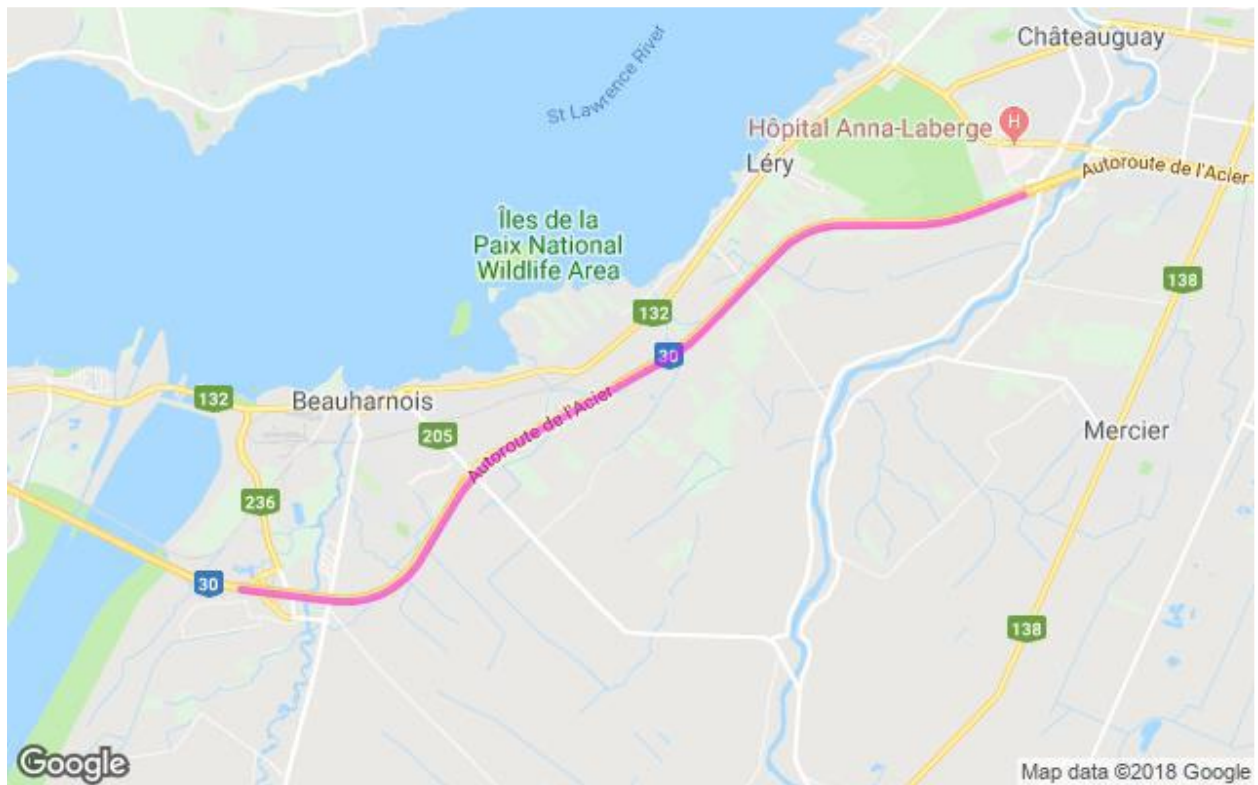 Châteauguay
St Lawrence River
Hôpital Anna-Laberge
H
Léry
Autoroute de l'Acier
Îles de la
Paix National
Wildlife Area
138
132
30
132
Beauharnois
Autoroute de l'Acier
205
Mercier
236
30
138
Google
Map data ©2018 Google